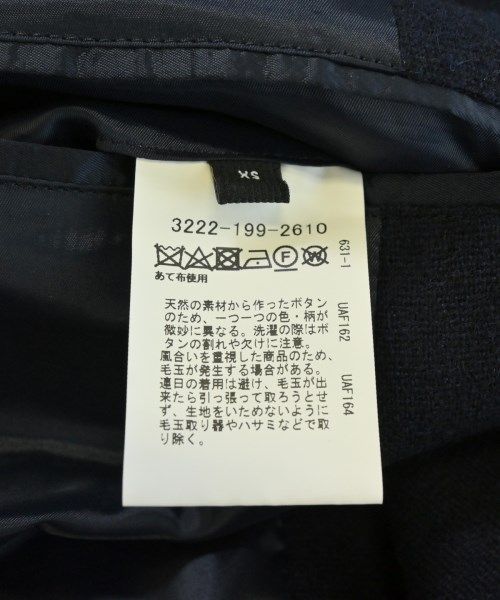 XS
3222-199-2610
F
W
あて布使用
天然の素材から作ったボタン
のため、一つ一つの色・柄が
微妙に異なる。洗濯の際はボ
タンの割れや欠けに注意。
風合いを重視した商品のため、
毛玉が発生する場合がある。
連日の着用は避け、毛玉が出
来たら引っ張って取ろうとせ
ず、生地をいためないように
毛玉取り器やハサミなどで取
り除く。
631-1 UAF162 UAF164